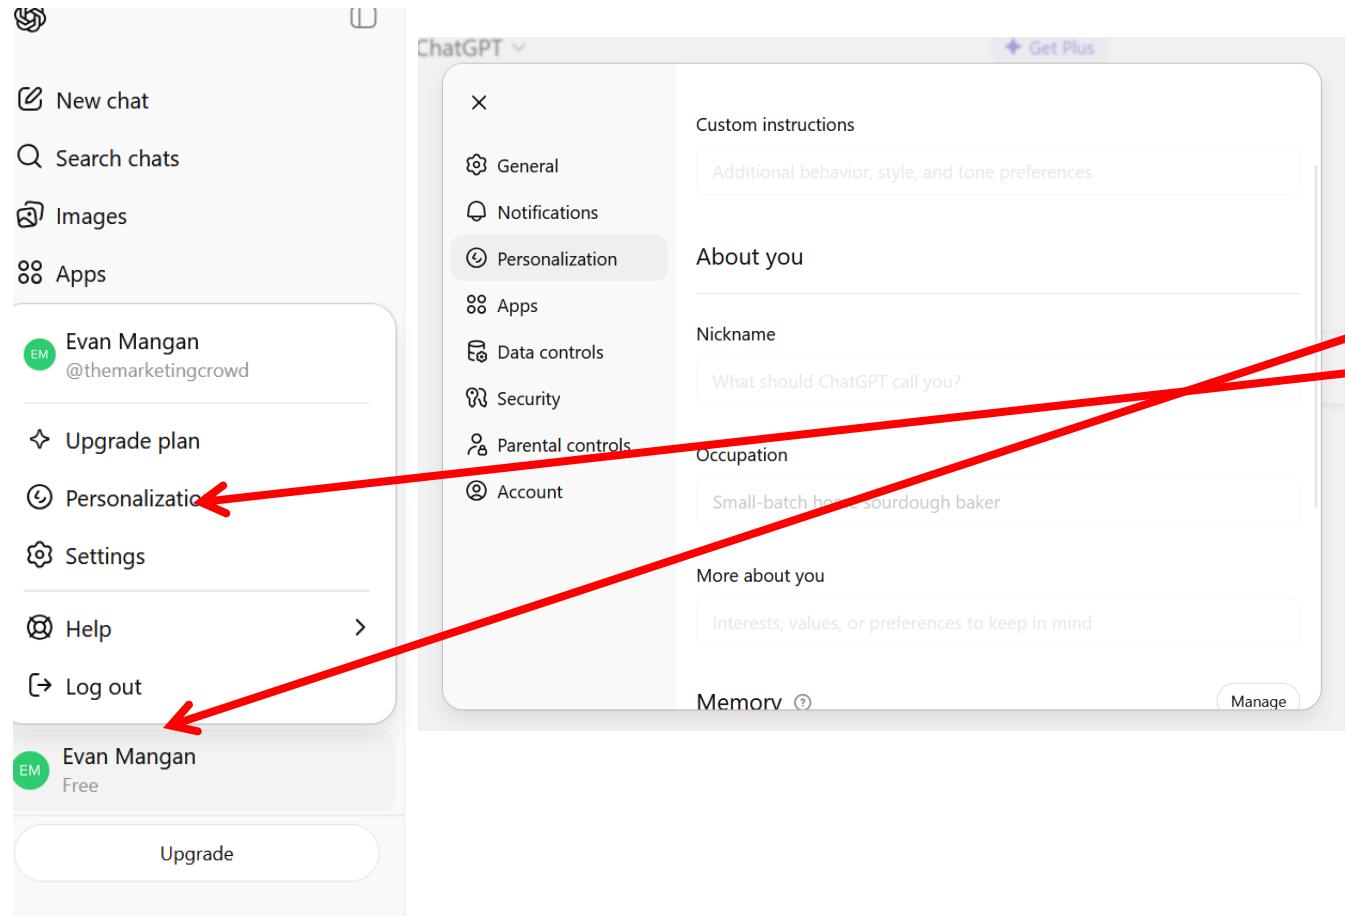 New chat
Search chats
Images
Apps
EM
Evan Mangan
@themarketingcrowd
Upgrade plan
Personalizatio
Settings
Help
Log out
EM
Evan Mangan
Free
Upgrade
ChatGPT
Get Plus
General
Notifications
Personalization
Apps
Data controls
Security
Parental controls
Account
Custom instructions
Additional behavior, style, and tone preferences
About you
Nickname
What should ChatGPT call you?
Occupation
Small-batch home sourdough baker
More about you
Interests, values, or preferences to keep in mind
Memory
Manage